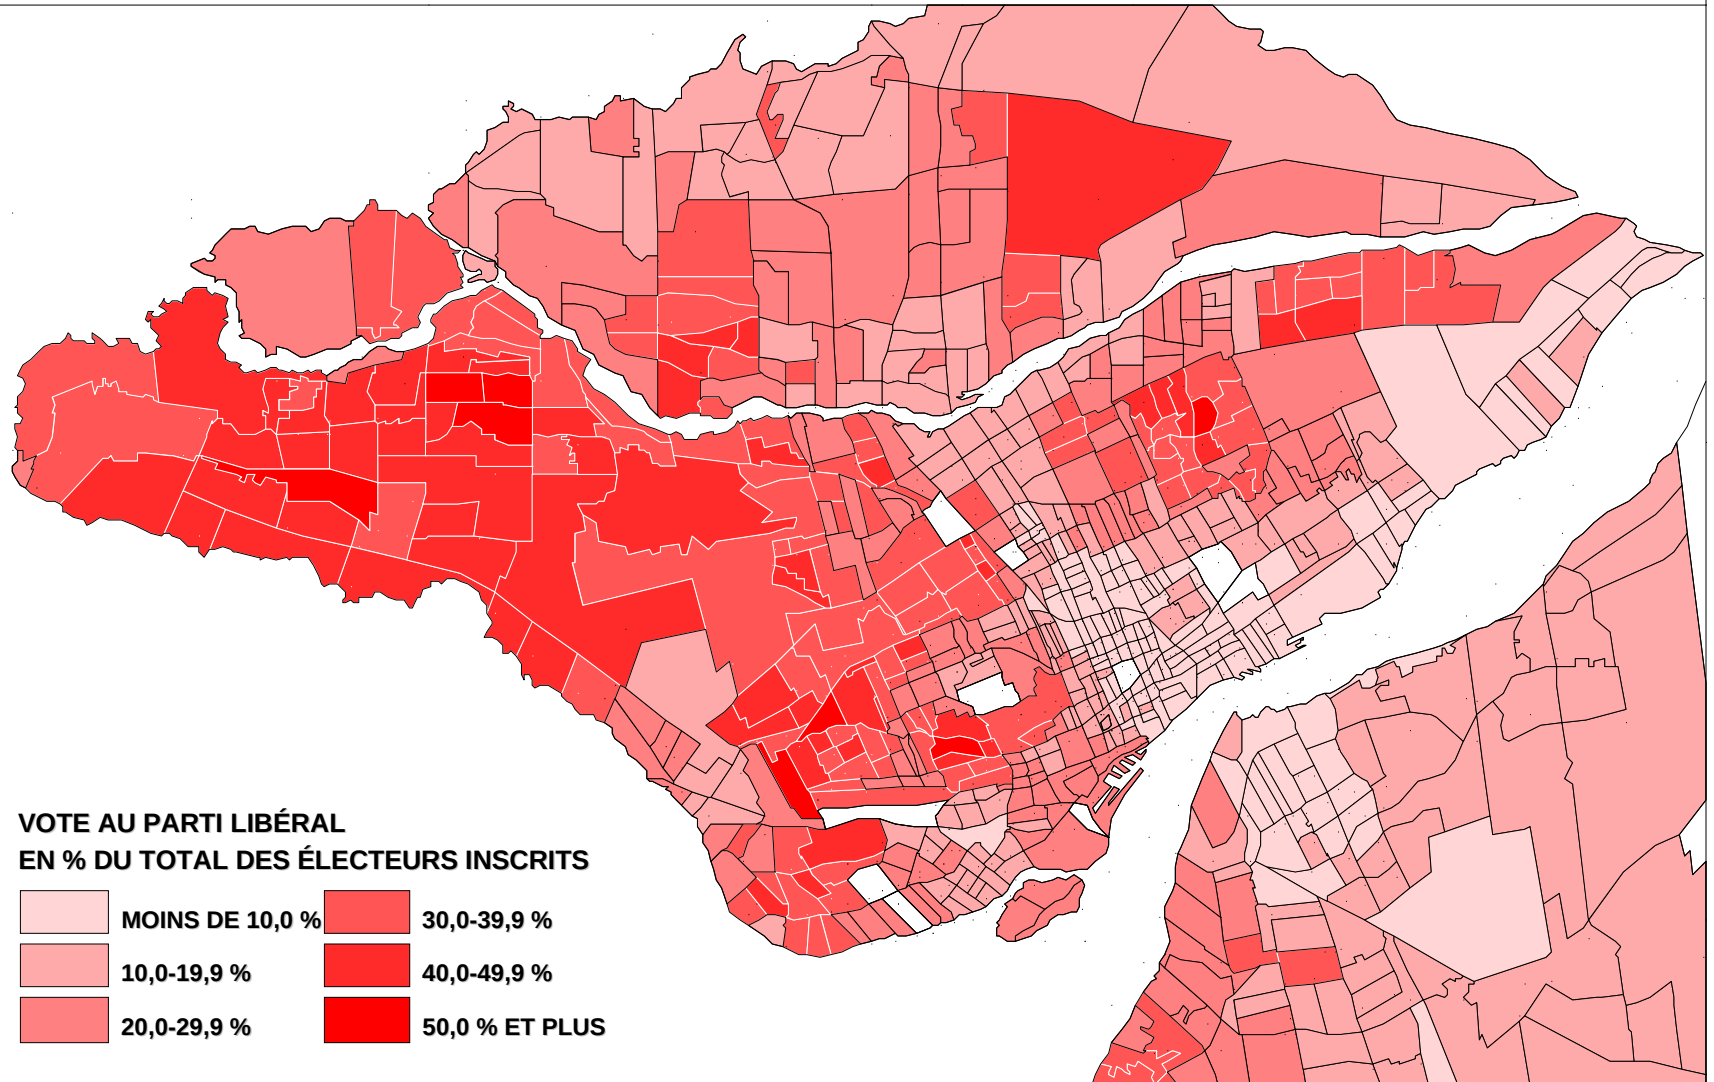 VOTE AU PARTI LIBÉRAL
EN % DU TOTAL DES ÉLECTEURS INSCRITS
MOINS DE 10,0 %
30,0-39,9 %
10,0-19,9 %
40,0-49,9 %
20,0-29,9 %
50,0 % ET PLUS